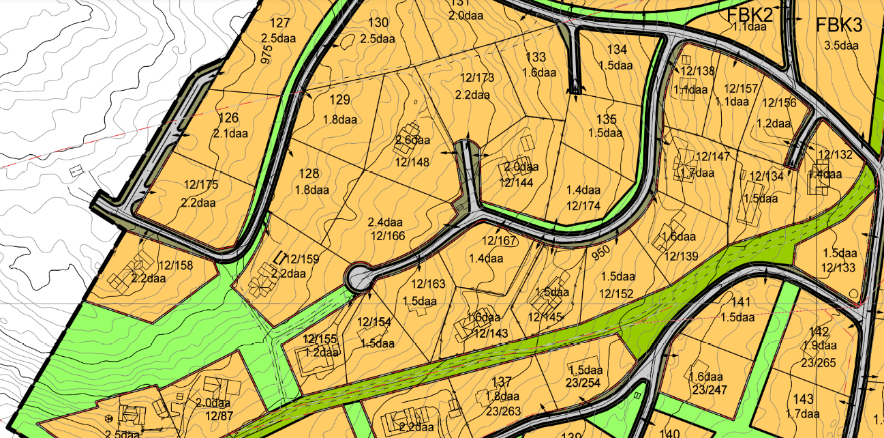 131
2.0daa
127
2.5daa
130
2.5daa
975
FBK2
1.1daa
FBK3
3.5daa
133
1.6daa
134
1.5daa
12/173
2.2daa
12/138
1.1daa
12/157
1.1daa
12/156
1.2daa
129
1.8daa
126
2.1daa
135
1.5daa
2.6daa
12/148
2.0daa
12/144
12/147
1.7daa
12/132
1.4daa
12/134
1.5daa
128
1.8daa
12/175
2.2daa
1.4daa
12/174
2.4daa
12/166
12/167
1.4daa
950
1.6daa
12/139
1.5daa
12/133
12/158
2.2daa
12/159
2.2daa
12/163
1.5daa
1.5daa
12/152
1.5daa
12/145
141
1.5daa
12/154
1.5daa
1.6daa
12/143
12/155
1.2daa
142
1.9daa
23/265
1.5daa
23/254
1.6daa
23/247
137
1.8daa
23/263
143
1.7daa
2.0daa
12/87
2.5daa
2.2daa
139
140